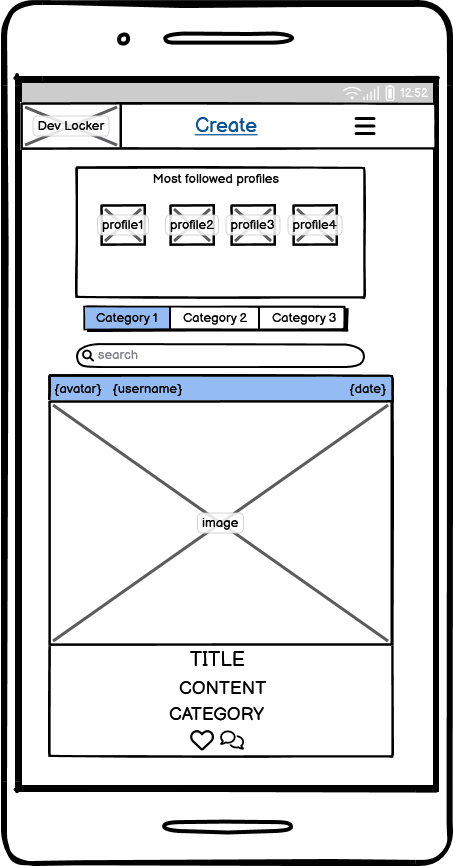 12:52
Dev Locker Create
Most followed profiles
profile1 profile2 profile3 profile4
Category 1 Category 2 Category 3
search
{avatar} {username} {date}
image
TITLE
CONTENT
CATEGORY